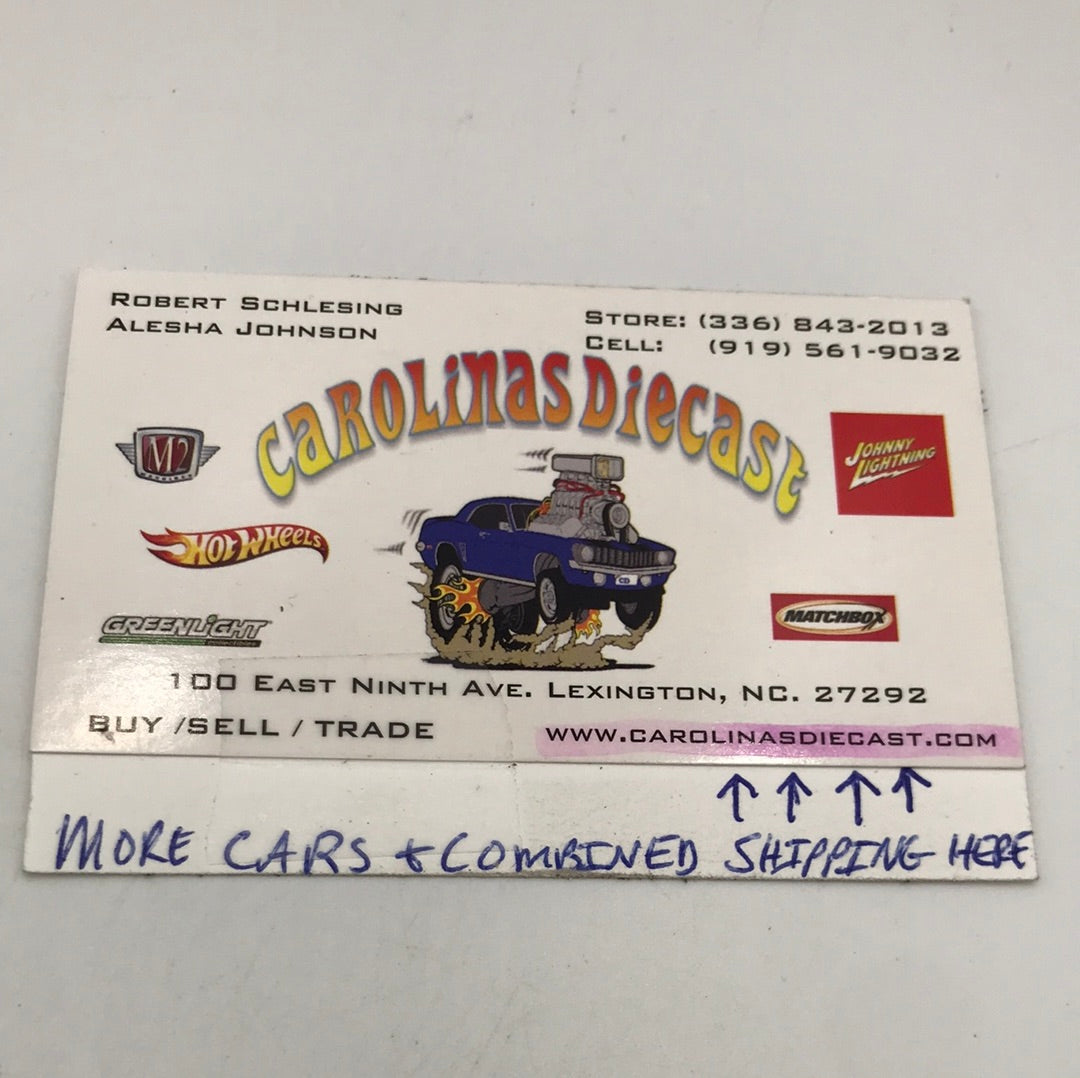 ROBERT SCHLESING
ALESHA JOHNSON
STORE: (336) 843-2013
CELL: (919) 561-9032
CAROLINAS DIECAST
M2
JOHNNY
LIGHTNING
HOT WHEELS
GREENLIGHT
MATCHBOX
CD
100 EAST NINTH AVE. LEXINGTON, NC. 27292
BUY /SELL / TRADE
WWW.CAROLINASDIECAST.COM
↑ ↑ ↑ ↑
MORE CARS + COMBINED SHIPPING HERE